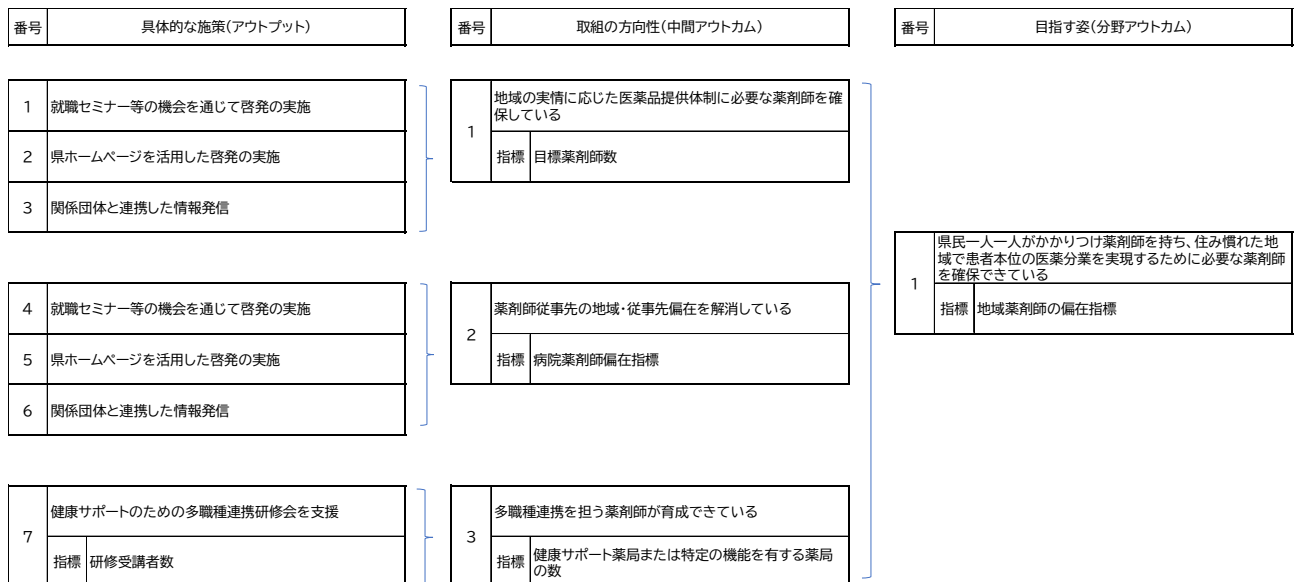 番号 具体的な施策(アウトプット)
番号 取組の方向性(中間アウトカム)
番号 目指す姿(分野アウトカム)
1 就職セミナー等の機会を通じて啓発の実施
2 県ホームページを活用した啓発の実施
3 関係団体と連携した情報発信
1 地域の実情に応じた医薬品提供体制に必要な薬剤師を確
保している
指標 目標薬剤師数
4 就職セミナー等の機会を通じて啓発の実施
5 県ホームページを活用した啓発の実施
6 関係団体と連携した情報発信
2 薬剤師従事先の地域・従事先偏在を解消している
指標 病院薬剤師偏在指標
7 健康サポートのための多職種連携研修会を支援
指標 研修受講者数
3 多職種連携を担う薬剤師が育成できている
指標 健康サポート薬局または特定の機能を有する薬局
の数
1 県民一人一人がかかりつけ薬剤師を持ち、住み慣れた地
域で患者本位の医薬分業を実現するために必要な薬剤師
を確保できている
指標 地域薬剤師の偏在指標